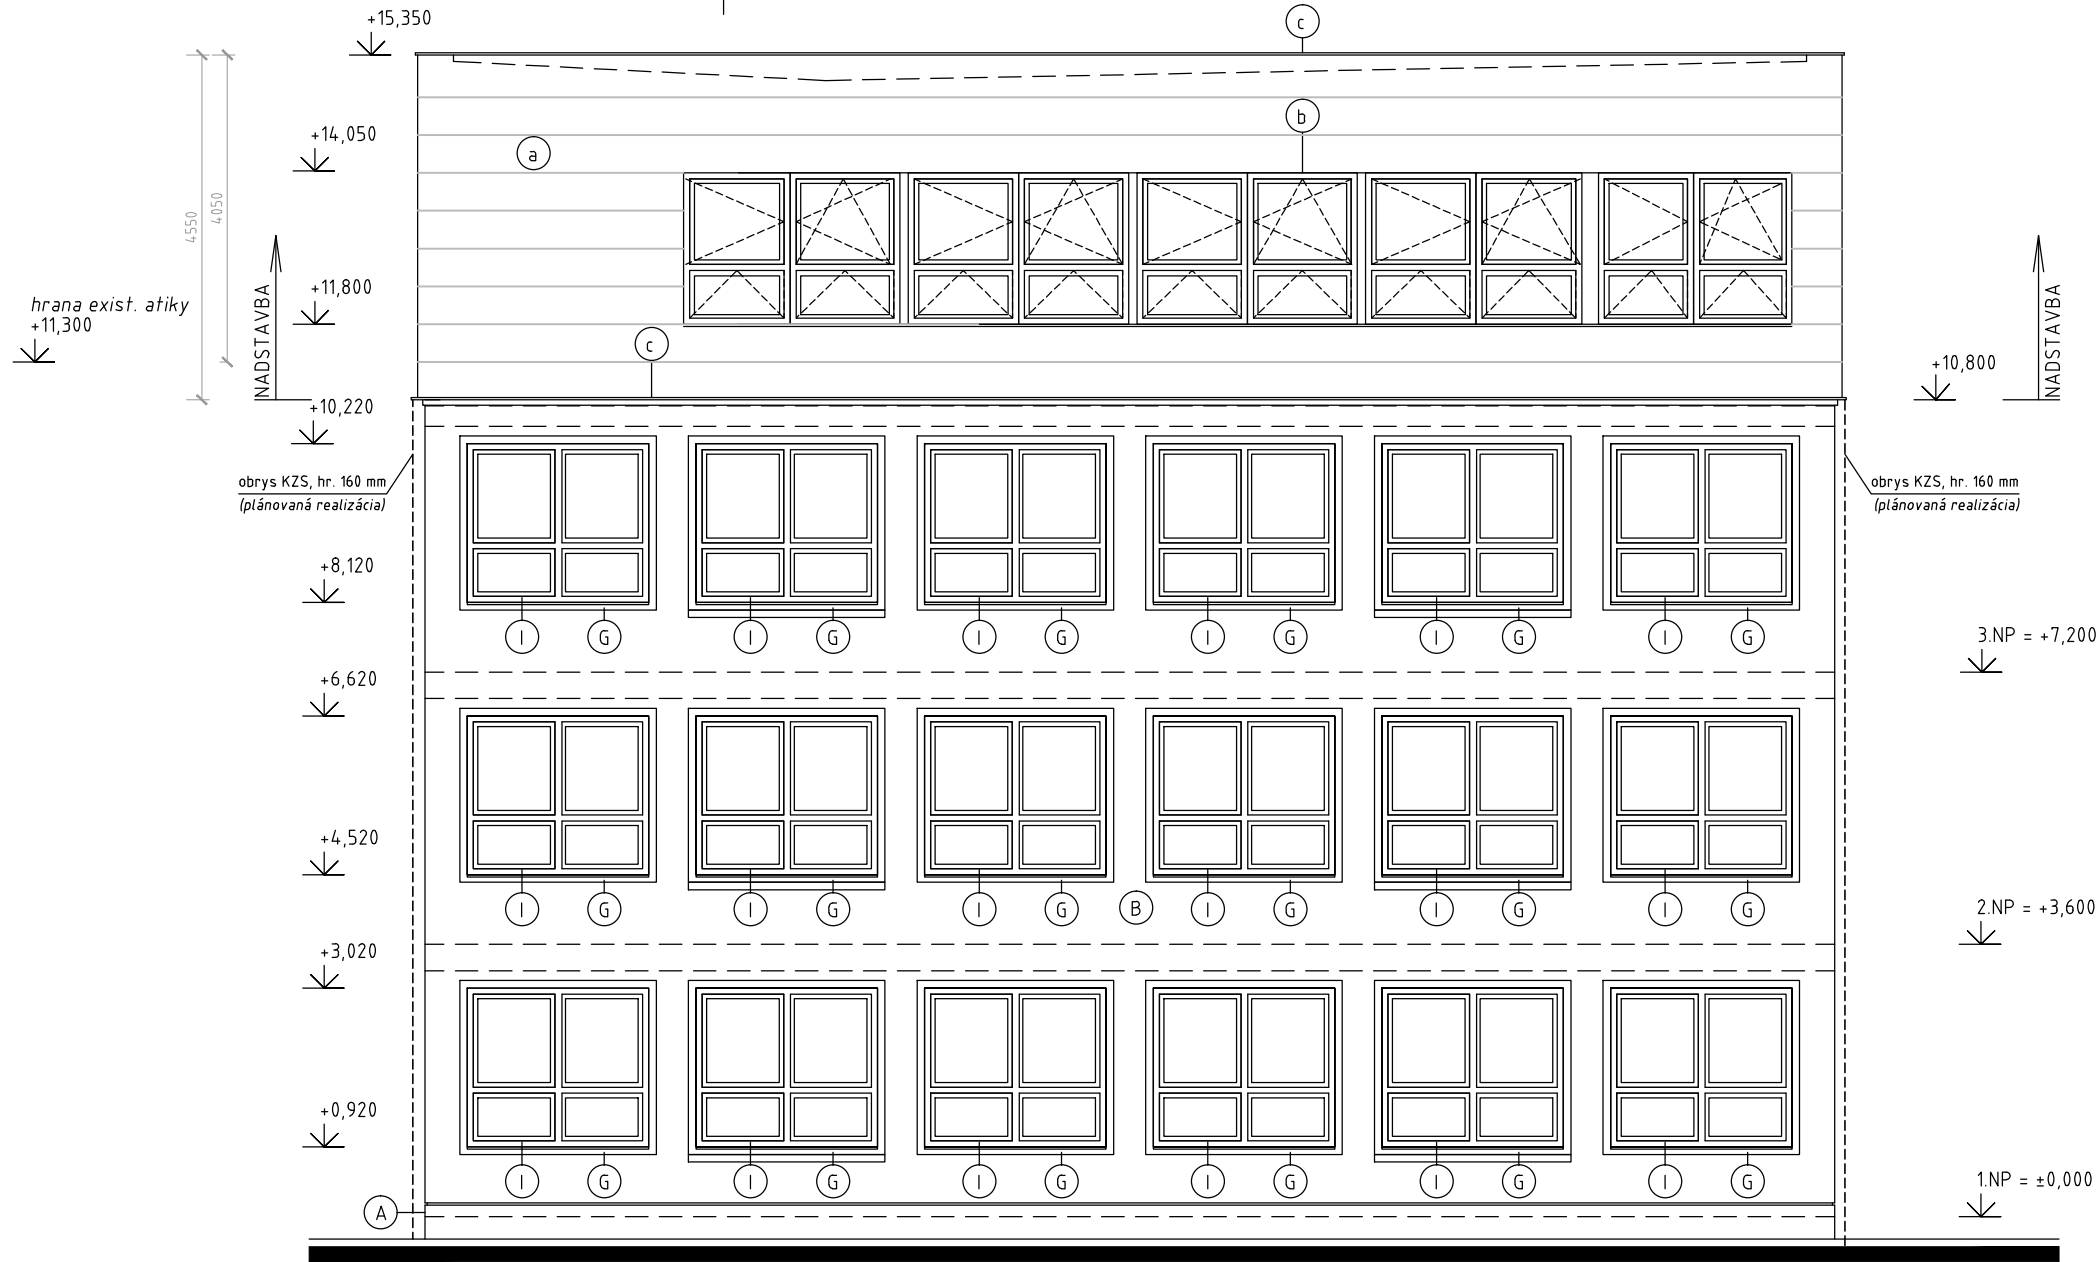 +15,350
c
+14,050
b
a
4550
4050
NADSTAVBA
NADSTAVBA
hrana exist. atiky
+11,300
+11,800
c
+10,800
+10,220
obrys KZS, hr. 160 mm
(plánovaná realizácia)
obrys KZS, hr. 160 mm
(plánovaná realizácia)
+8,120
I G I G I G I G I G I G
3.NP = +7,200
+6,620
+4,520
I G I G I G B I G I G I G
2.NP = +3,600
+3,020
+0,920
I G I G I G I G I G I G
1.NP = ±0,000
A